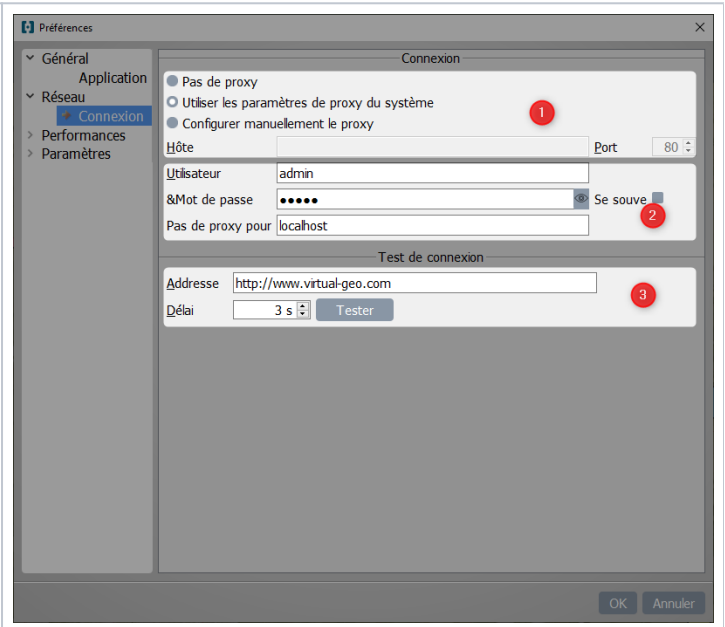 Préférences
Général
Application
Réseau
Connexion
Performances
Paramètres
Connexion
Pas de proxy
Utiliser les paramètres de proxy du système
Configurer manuellement le proxy
1
Hôte Port 80
Utilisateur admin
&Mot de passe ●●●●● Se souve
2
Pas de proxy pour localhost
Test de connexion
Addresse http://www.virtual-geo.com
3
Délai 3 s Tester
OK Annuler